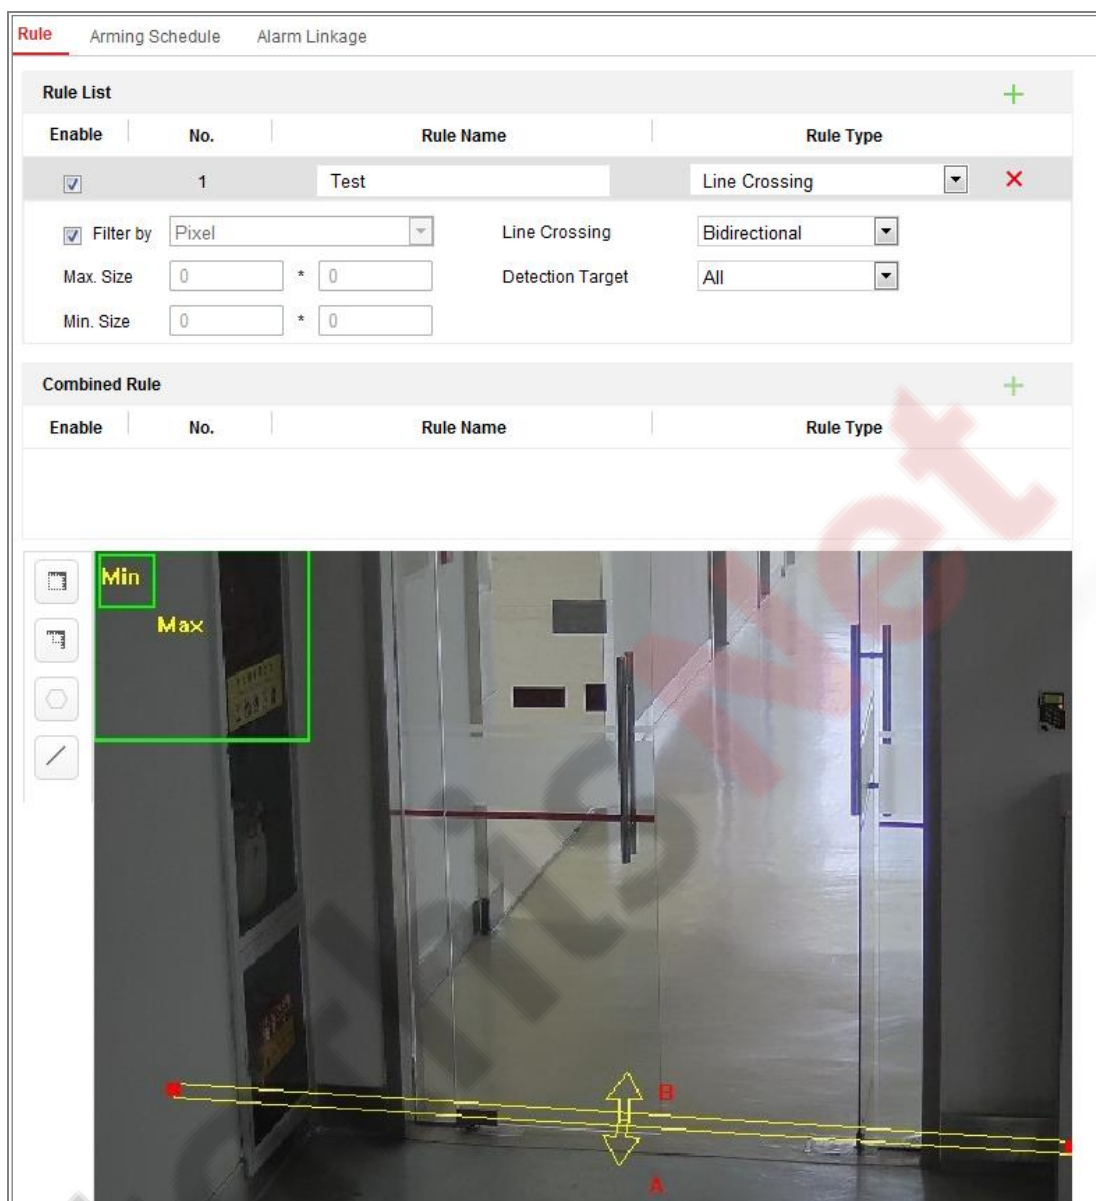 Rule Arming Schedule Alarm Linkage
Rule List
Enable No. Rule Name Rule Type
1 Test Line Crossing
Filter by Pixel Line Crossing Bidirectional
Max. Size 0 * 0 Detection Target All
Min. Size 0 * 0
Combined Rule
Enable No. Rule Name Rule Type
Min
Max
B
A